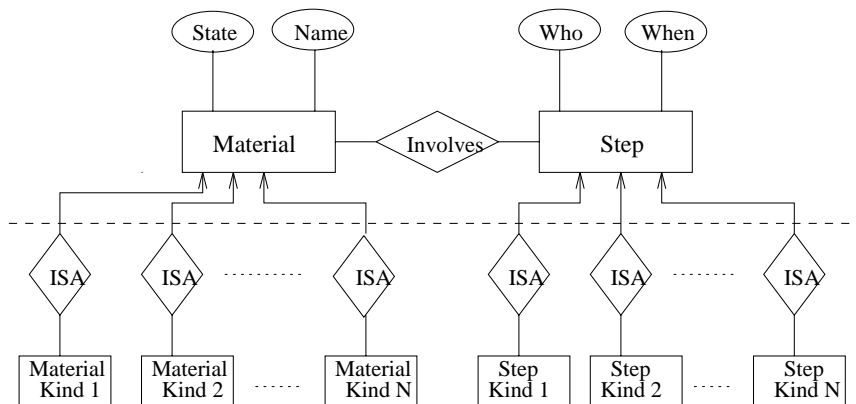 State Name Who When
Material Involves Step
ISA ISA ISA ISA ISA ISA
Material Material Material Step Step Step
Kind 1 Kind 2 Kind N Kind 1 Kind 2 Kind N